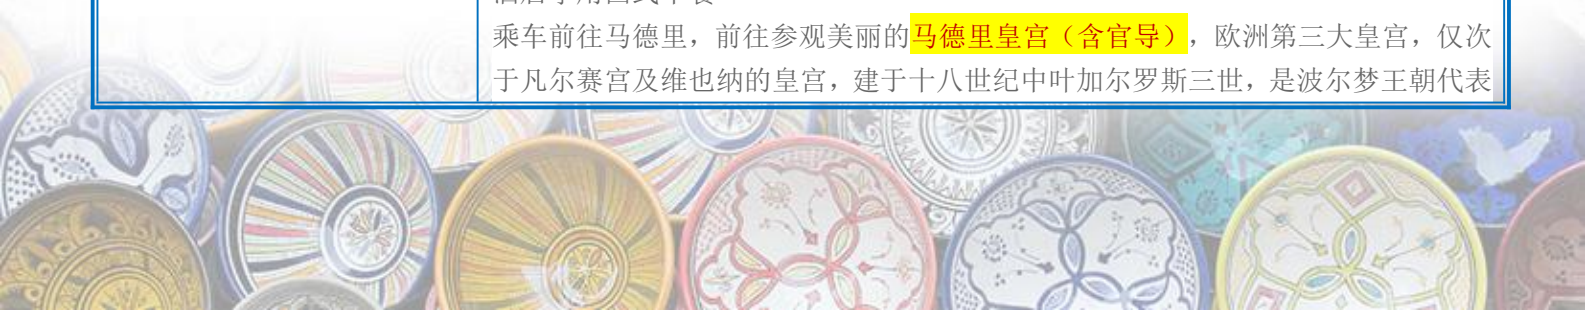 乘车前往马德里，前往参观美丽的马德里皇宫（含官导），欧洲第三大皇宫，仅次
于凡尔赛宫及维也纳的皇宫，建于十八世纪中叶加尔罗斯三世，是波尔梦王朝代表